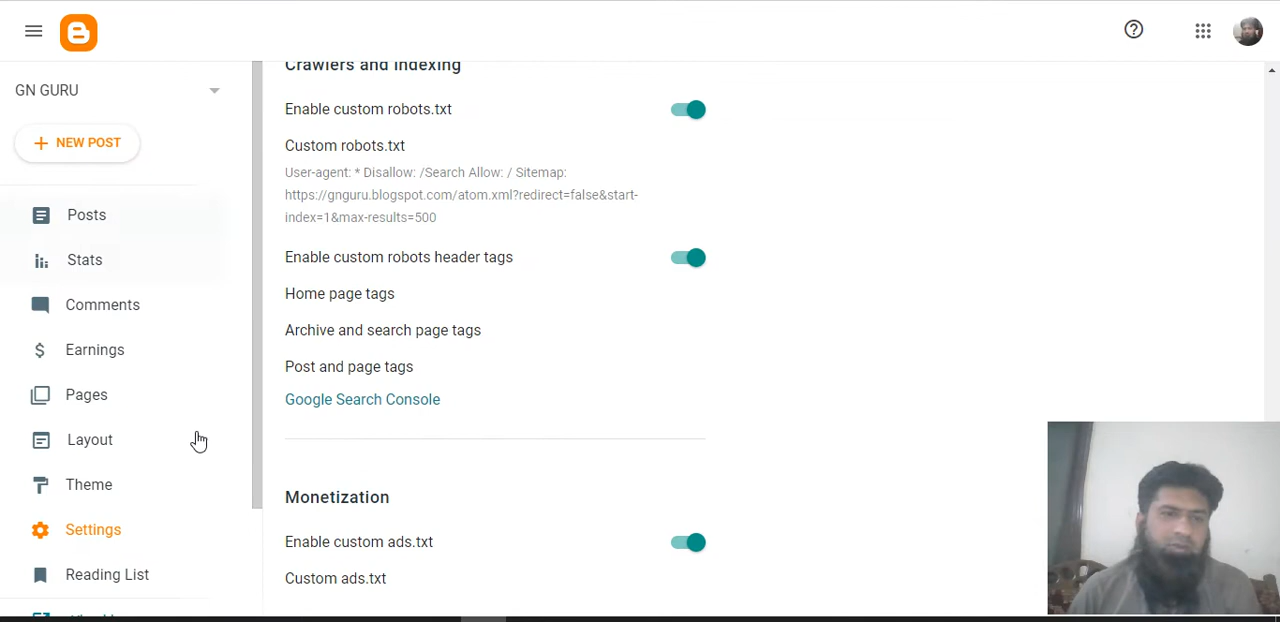 GN GURU
NEW POST
Posts
Stats
Comments
Earnings
Pages
Layout
Theme
Settings
Reading List
Crawlers and indexing
Enable custom robots.txt
Custom robots.txt
User-agent: * Disallow: /Search Allow: / Sitemap:
https://gnguru.blogspot.com/atom.xml?redirect=false&start-
index=1&max-results=500
Enable custom robots header tags
Home page tags
Archive and search page tags
Post and page tags
Google Search Console
Monetization
Enable custom ads.txt
Custom ads.txt